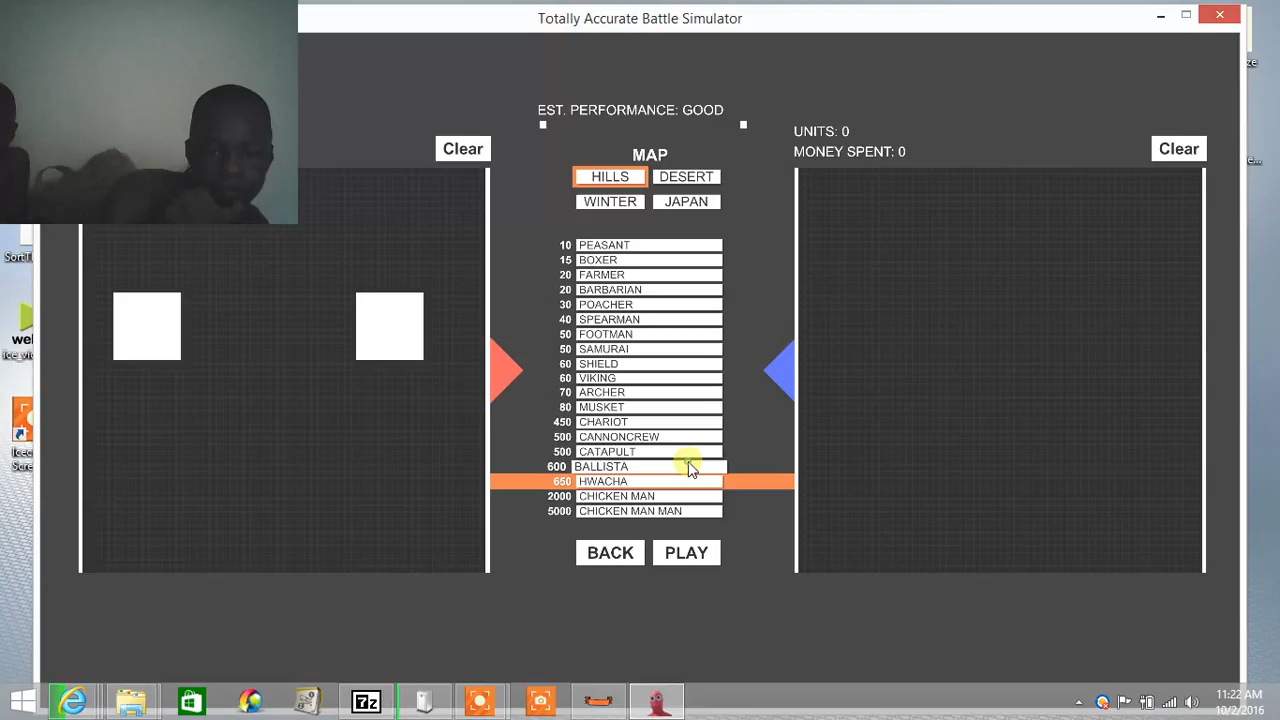 Totally Accurate Battle Simulator
EST. PERFORMANCE: GOOD
UNITS: 0
MONEY SPENT: 0
Clear
Clear
MAP
HILLS
DESERT
WINTER
JAPAN
10 PEASANT
15 BOXER
20 FARMER
20 BARBARIAN
30 POACHER
40 SPEARMAN
50 FOOTMAN
50 SAMURAI
60 SHIELD
60 VIKING
70 ARCHER
80 MUSKET
450 CHARIOT
500 CANNONCREW
500 CATAPULT
600 BALLISTA
650 HWACHA
2000 CHICKEN MAN
5000 CHICKEN MAN MAN
BACK
PLAY
7z
11:22 AM
10/2/2016